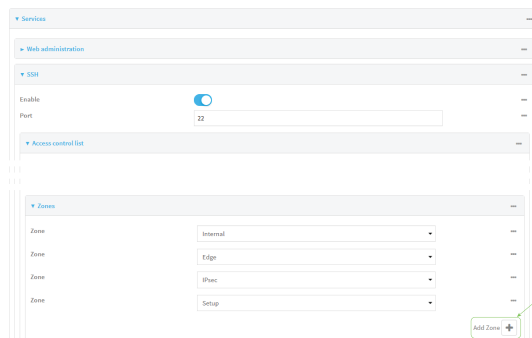 Services
Web administration
SSH
Enable
Port 22
Access control list
Zones
Zone Internal
Zone Edge
Zone IPsec
Zone Setup
Add Zone